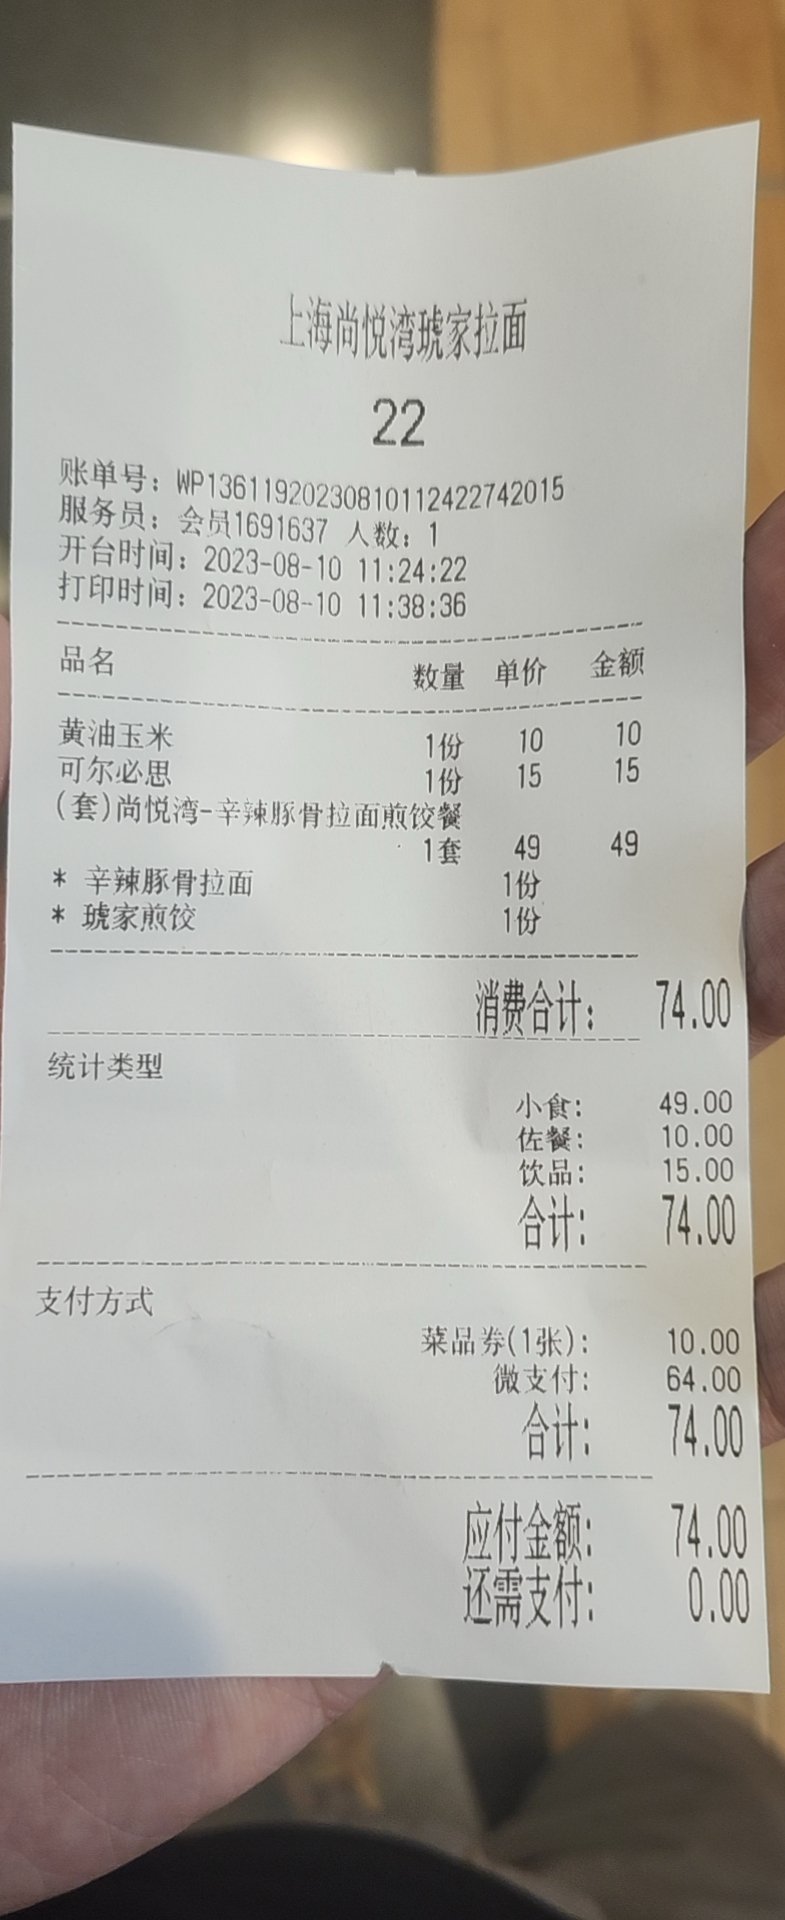 上海尚悦湾琥家拉面
22
账单号：WP13611920230810112422742015
服务员：会员1691637 人数：1
开台时间：2023-08-10 11:24:22
打印时间：2023-08-10 11:38:36
品名 数量 单价 金额
黄油玉米 1份 10 10
可尔必思 1份 15 15
(套)尚悦湾-辛辣豚骨拉面煎饺餐
1套 49 49
* 辛辣豚骨拉面 1份
* 琥家煎饺 1份
消费合计： 74.00
统计类型
小食: 49.00
佐餐: 10.00
饮品: 15.00
合计: 74.00
支付方式
菜品券(1张): 10.00
微支付: 64.00
合计: 74.00
应付金额: 74.00
还需支付: 0.00